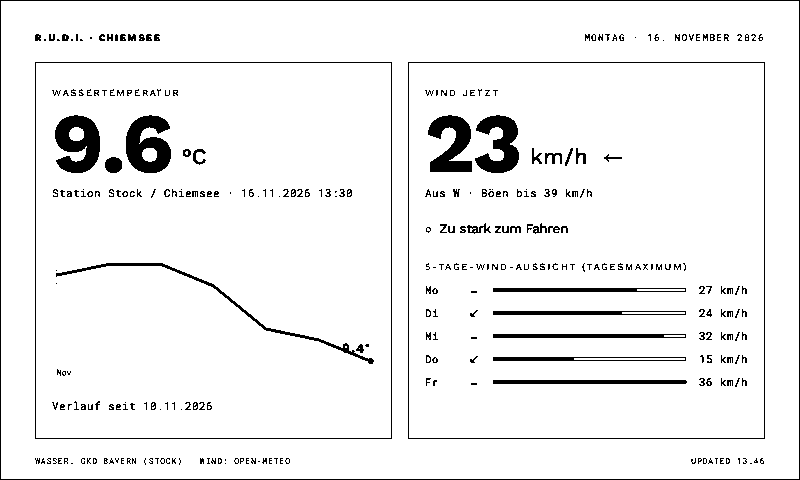 R.U.D.I. · CHIEMSEE
MONTAG · 16. NOVEMBER 2026
WASSERTEMPERATUR
9.6 °C
Station Stock / Chiemsee · 16.11.2026 13:30
9.4°
Nov
Verlauf seit 10.11.2026
WIND JETZT
23 km/h ←
Aus W · Böen bis 39 km/h
Zu stark zum Fahren
5-TAGE-WIND-AUSSICHT (TAGESMAXIMUM)
Mo 27 km/h
Di ↙ 24 km/h
Mi 32 km/h
Do ↙ 15 km/h
Fr 36 km/h
WASSER: GKD BAYERN (STOCK) WIND: OPEN-METEO
UPDATED 13:46